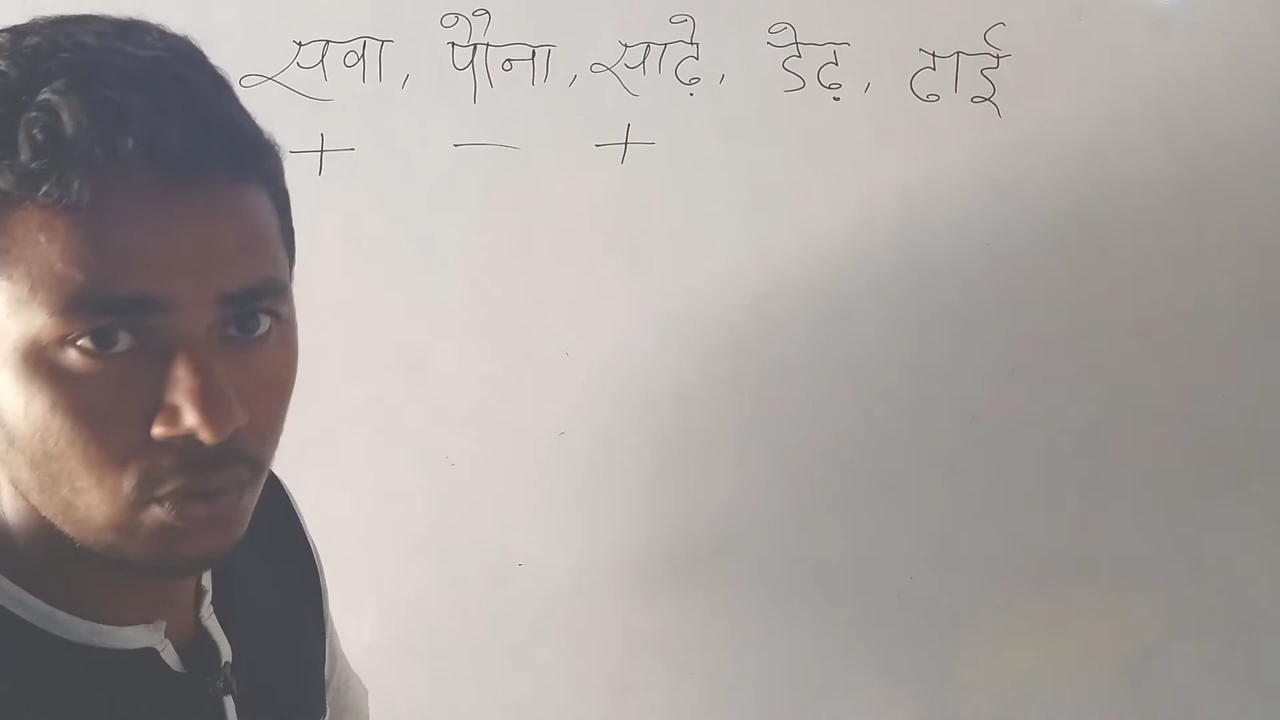 सवा, पौना, साढ़े, डेढ़, ढाई
+ − +